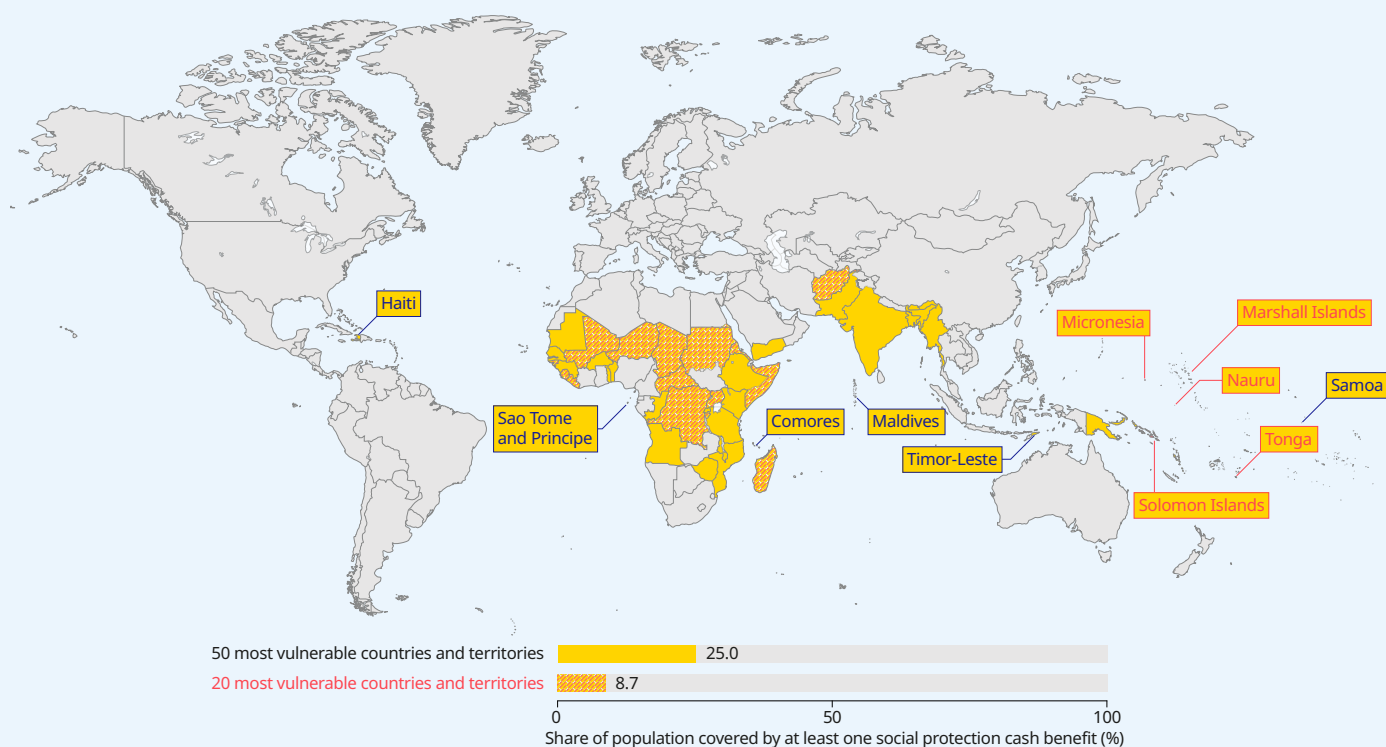 Haiti
Micronesia
Marshall Islands
Nauru
Samoa
Sao Tome
and Principe
Comores
Maldives
Timor-Leste
Tonga
Solomon Islands
50 most vulnerable countries and territories 25.0
20 most vulnerable countries and territories 8.7
0 50 100
Share of population covered by at least one social protection cash benefit (%)